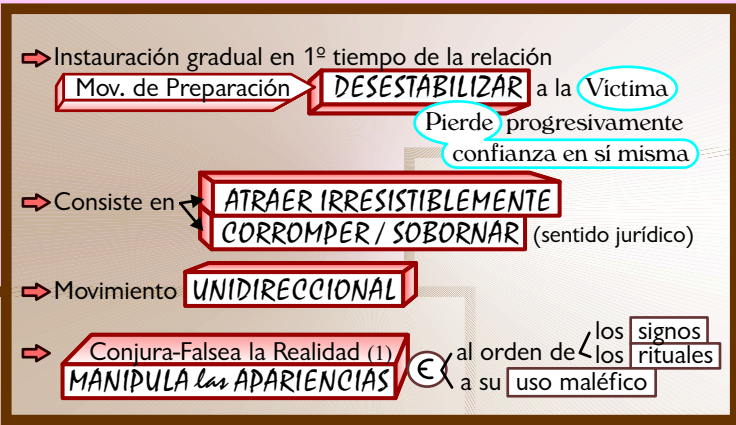 Instauración gradual en 1º tiempo de la relación
Mov. de Preparación DESESTABILIZAR a la Víctima
Pierde progresivamente
confianza en sí misma
Consiste en ATRAER IRRESISTIBLEMENTE
CORROMPER / SOBORNAR (sentido jurídico)
Movimiento UNIDIRECCIONAL
Conjura-Falsea la Realidad (1)
MANIPULA las APARIENCIAS
Є
al orden de los signos
los rituales
a su uso maléfico